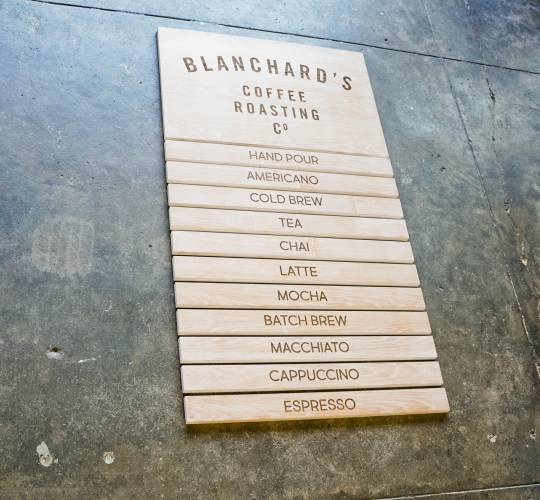 BLANCHARD'S
COFFEE
ROASTING
Co
HAND POUR
AMERICANO
COLD BREW
TEA
CHAI
LATTE
MOCHA
BATCH BREW
MACCHIATO
CAPPUCCINO
ESPRESSO